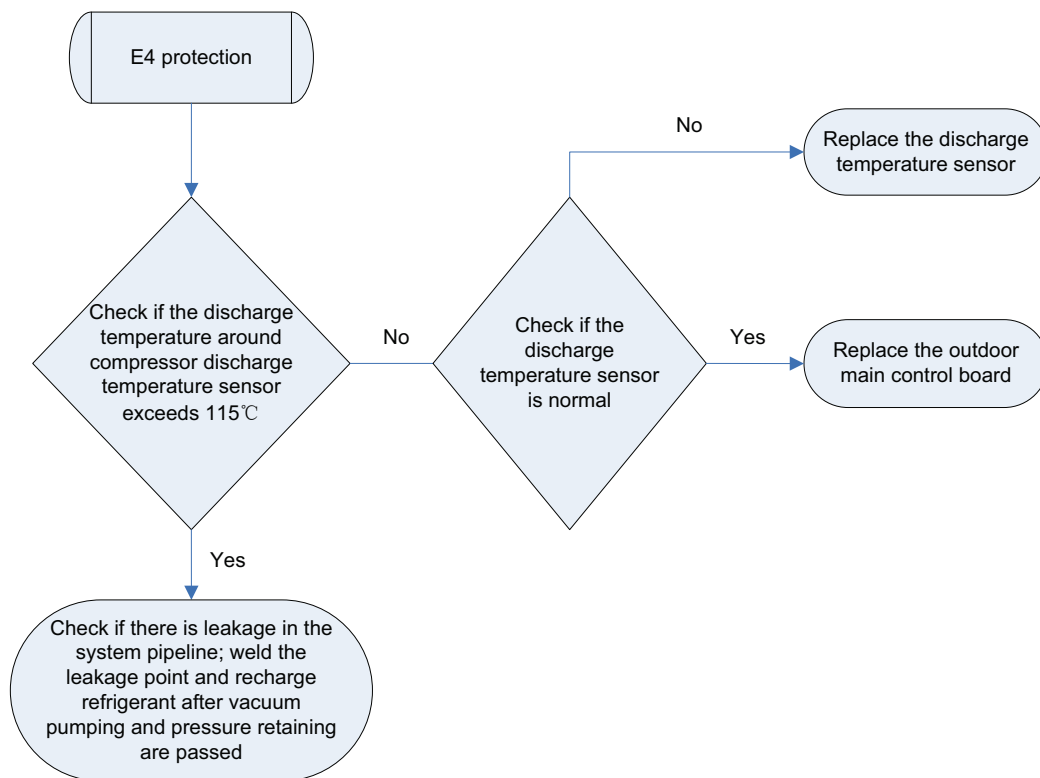 E4 protection
No
Replace the discharge
temperature sensor
Check if the discharge
temperature around
compressor discharge
temperature sensor
exceeds 115℃
No
Check if the
discharge
temperature sensor
is normal
Yes
Replace the outdoor
main control board
Yes
Check if there is leakage in the
system pipeline; weld the
leakage point and recharge
refrigerant after vacuum
pumping and pressure retaining
are passed